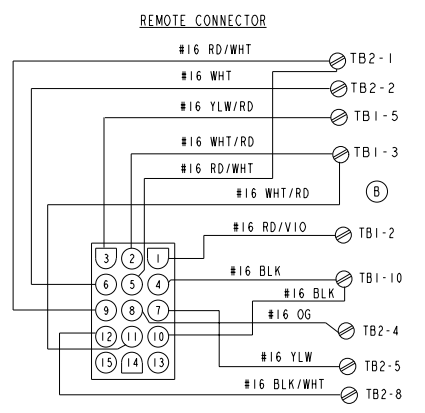 REMOTE CONNECTOR
#16 RD/WHT
TB2-1
#16 WHT
TB2-2
#16 YLW/RD
TB1-5
#16 WHT/RD
TB1-3
#16 RD/WHT
#16 WHT/RD
B
#16 RD/VIO
TB1-2
3 2 1
#16 BLK
TB1-10
6 5 4
#16 BLK
9 8 7
#16 OG
TB2-4
12 11 10
#16 YLW
TB2-5
15 14 13
#16 BLK/WHT
TB2-8